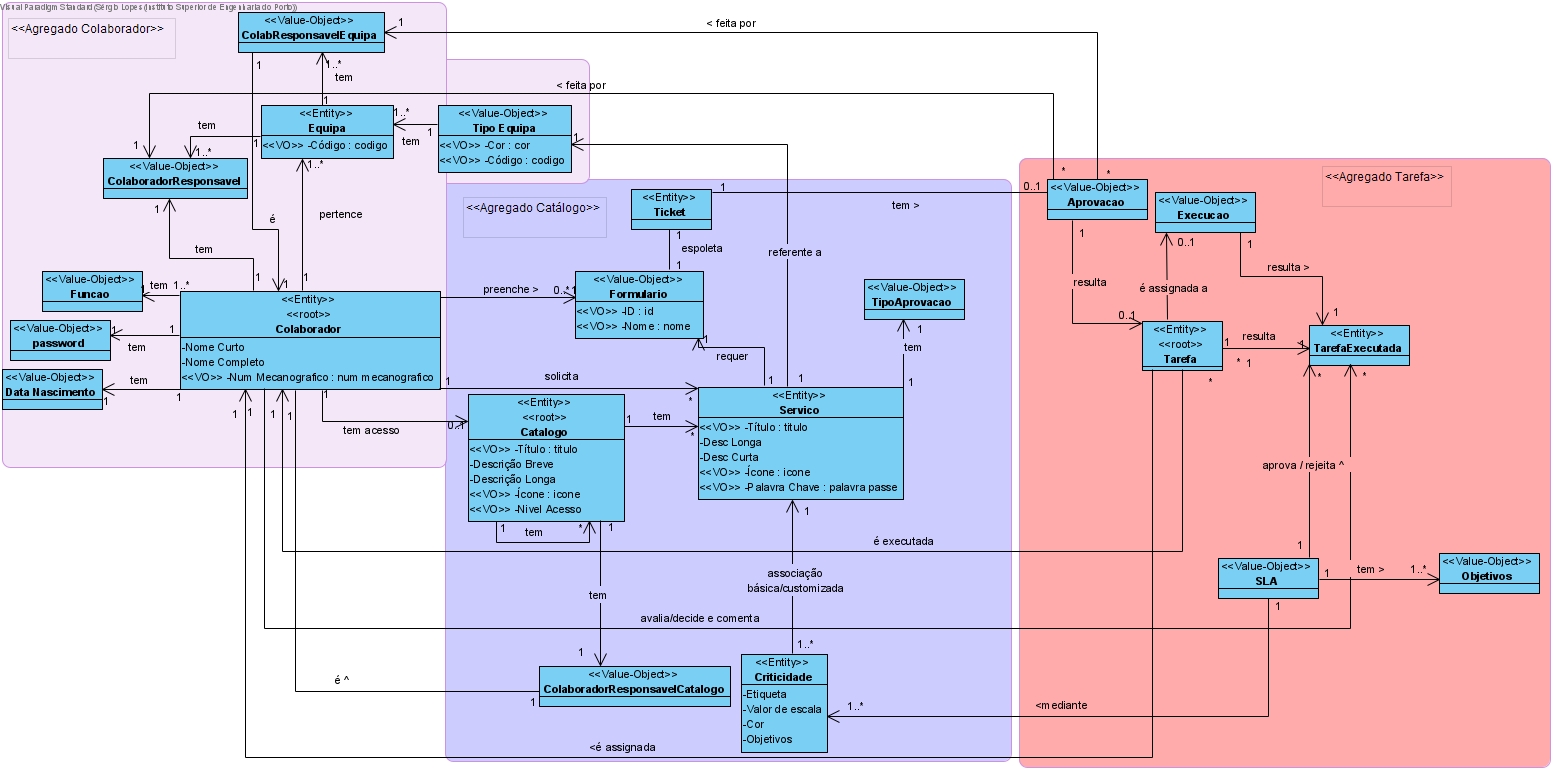 Visual Paradigm Standard (Sérgio Lopes (Instituto Superior de Engenharia do Porto))
<<Agregado Colaborador>>
<<Value-Object>>
ColabResponsavelEquipa
1
< feita por
1
1..*
tem
1
< feita por
<<Entity>>
Equipa
<<VO>> -Código : codigo
1..*
1
tem
<<Value-Object>>
Tipo Equipa
<<VO>> -Cor : cor
<<VO>> -Código : codigo
1
tem
1
1
1..*
<<Value-Object>>
ColaboradorResponsavel
1..*
1
pertence
é
tem
1
1
1
<<Agregado Catálogo>>
<<Entity>>
Ticket
1
tem >
0..1
1
espoleta
1
referente a
<<Agregado Tarefa>>
*
*
<<Value-Object>>
Aprovacao
1
<<Value-Object>>
Execucao
0..1
1
resulta >
resulta
é assignada a
0..1
1
<<Value-Object>>
Funcao
1
tem
1..*
<<Value-Object>>
password
1
tem
1
<<Value-Object>>
Data Nascimento
1
tem
1
<<Entity>>
<<root>>
Colaborador
-Nome Curto
-Nome Completo
<<VO>> -Num Mecanografico : num mecanografico
preenche >
0..*
1
<<Value-Object>>
Formulario
<<VO>> -ID : id
<<VO>> -Nome : nome
1
requer
1
1
<<Value-Object>>
TipoAprovacao
1
tem
1
<<Entity>>
<<root>>
Tarefa
1
resulta
1
*
1
*
<<Entity>>
TarefaExecutada
*
*
1
solicita
*
1
tem acesso
0..1
1
1
1
1
<<Entity>>
<<root>>
Catalogo
<<VO>> -Título : titulo
-Descrição Breve
-Descrição Longa
<<VO>> -Ícone : icone
<<VO>> -Nivel Acesso
1
tem
*
1
tem
*
1
<<Entity>>
Servico
<<VO>> -Título : titulo
-Desc Longa
-Desc Curta
<<VO>> -Ícone : icone
<<VO>> -Palavra Chave : palavra passe
1
aprova / rejeita ^
é executada
associação
básica/customizada
tem
1
<<Value-Object>>
SLA
1
tem >
1..*
1
<<Value-Object>>
Objetivos
avalia/decide e comenta
1
<<Value-Object>>
ColaboradorResponsavelCatalogo
1
é ^
1..*
<<Entity>>
Criticidade
-Etiqueta
-Valor de escala
-Cor
-Objetivos
1..*
<mediante
<é assignada